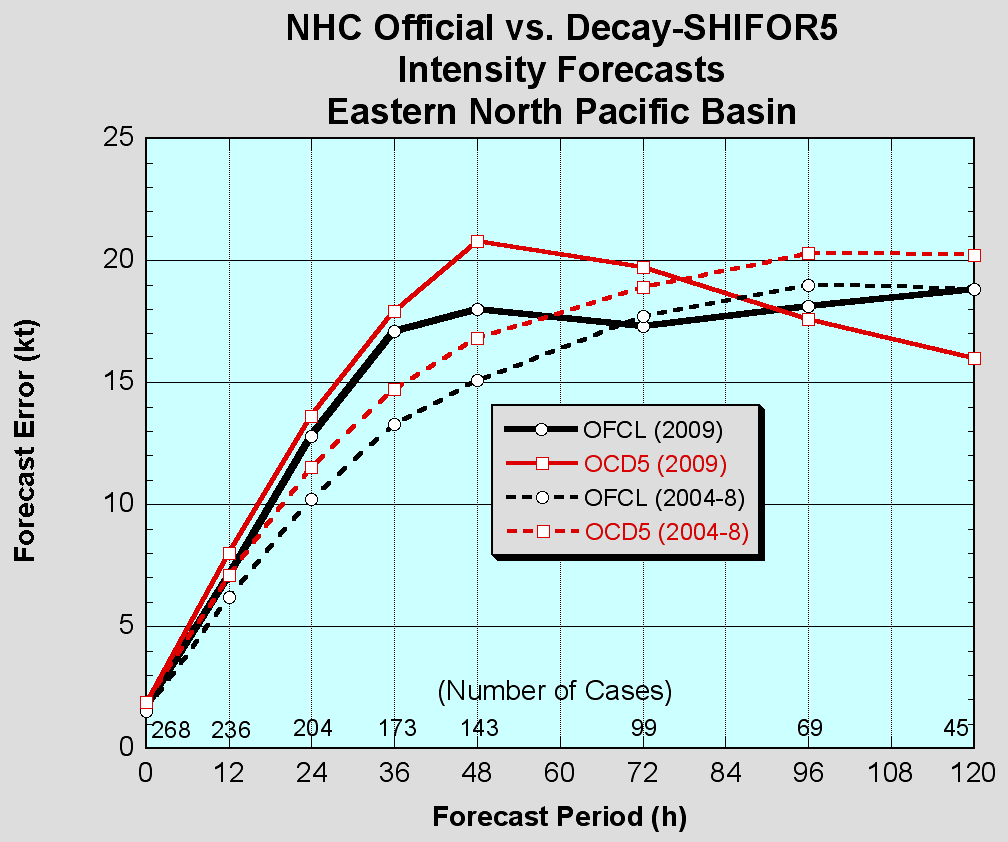 NHC Official vs. Decay-SHIFOR5
Intensity Forecasts
Eastern North Pacific Basin
25
20
15
10
5
0
Forecast Error (kt)
OFCL (2009)
OCD5 (2009)
OFCL (2004-8)
OCD5 (2004-8)
(Number of Cases)
268 236 204 173 143 99 69 45
0 12 24 36 48 60 72 84 96 108 120
Forecast Period (h)